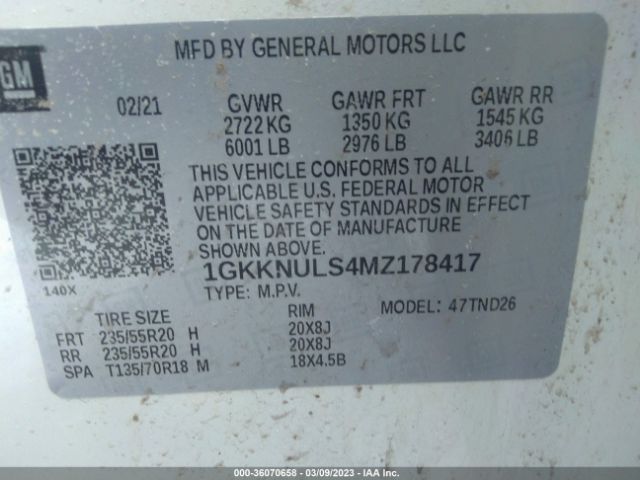 GM
MFD BY GENERAL MOTORS LLC
02/21 GVWR GAWR FRT GAWR RR
2722 KG 1350 KG 1545 KG
6001 LB 2976 LB 3406 LB
THIS VEHICLE CONFORMS TO ALL
APPLICABLE U.S. FEDERAL MOTOR
VEHICLE SAFETY STANDARDS IN EFFECT
ON THE DATE OF MANUFACTURE
SHOWN ABOVE.
140X
1GKKNULS4MZ178417
TYPE: M.P.V. MODEL: 47TND26
TIRE SIZE RIM
FRT 235/55R20 H 20X8J
RR 235/55R20 H 20X8J
SPA T135/70R18 M 18X4.5B
000-36070658 — 03/09/2023 — IAA Inc.